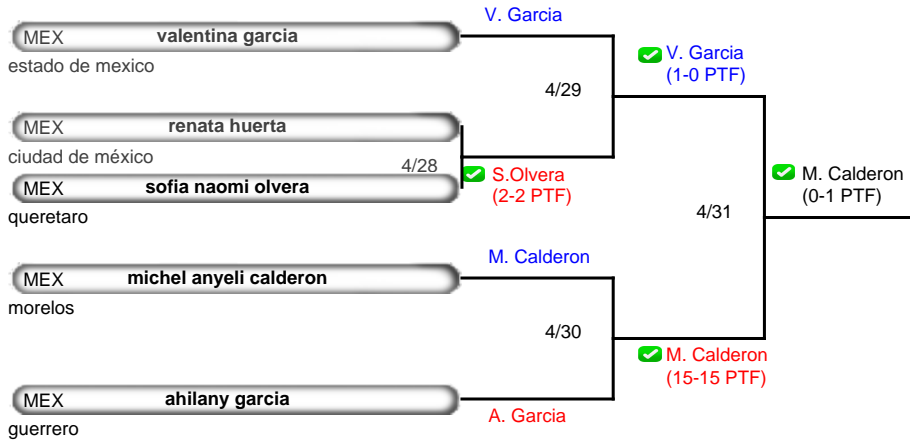 V. Garcia
MEX valentina garcia
estado de mexico
V. Garcia
(1-0 PTF)
4/29
MEX renata huerta
ciudad de méxico
4/28
S.Olvera
(2-2 PTF)
MEX sofia naomi olvera
queretaro
M. Calderon
(0-1 PTF)
4/31
M. Calderon
MEX michel anyeli calderon
morelos
4/30
M. Calderon
(15-15 PTF)
MEX ahilany garcia
A. Garcia
guerrero